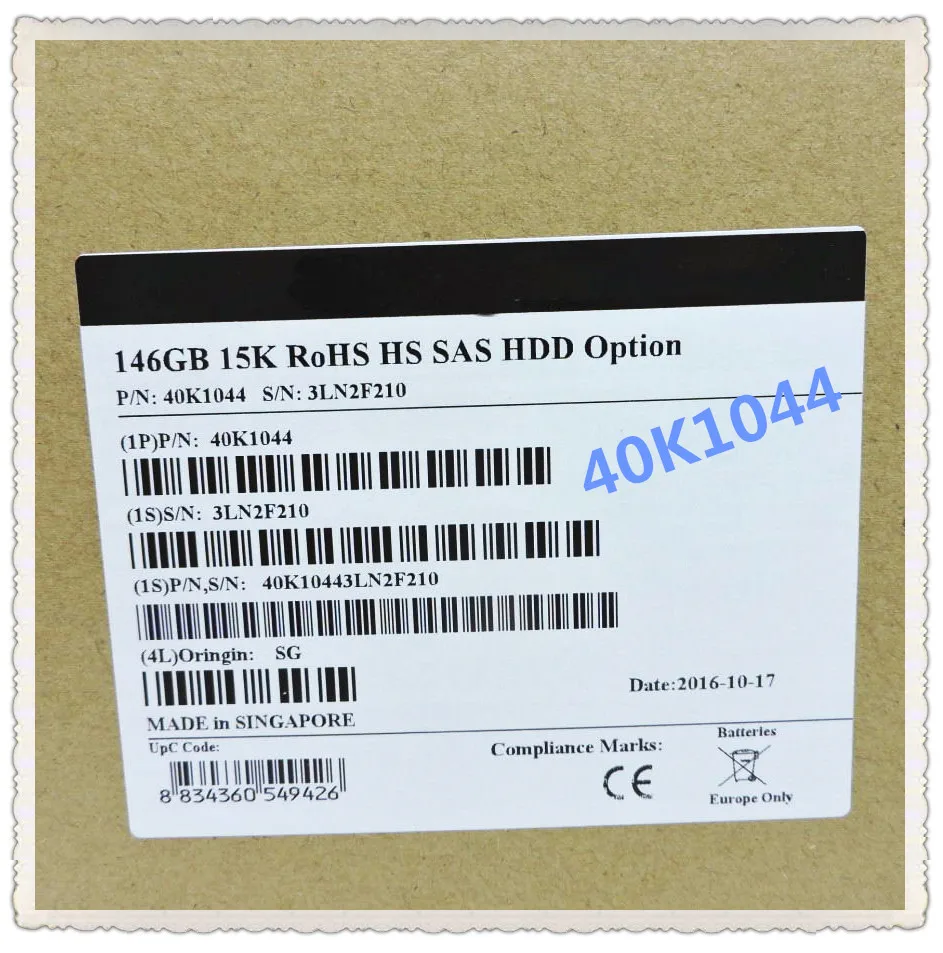 146GB 15K RoHS HS SAS HDD Option
P/N: 40K1044 S/N: 3LN2F210
40K1044
(1P)P/N: 40K1044
(1S)S/N: 3LN2F210
(1S)P/N,S/N: 40K10443LN2F210
(4L)Oringin: SG
Date:2016-10-17
MADE in SINGAPORE
UpC Code:
8 834360 549426
Compliance Marks:
CE
Batteries
Europe Only